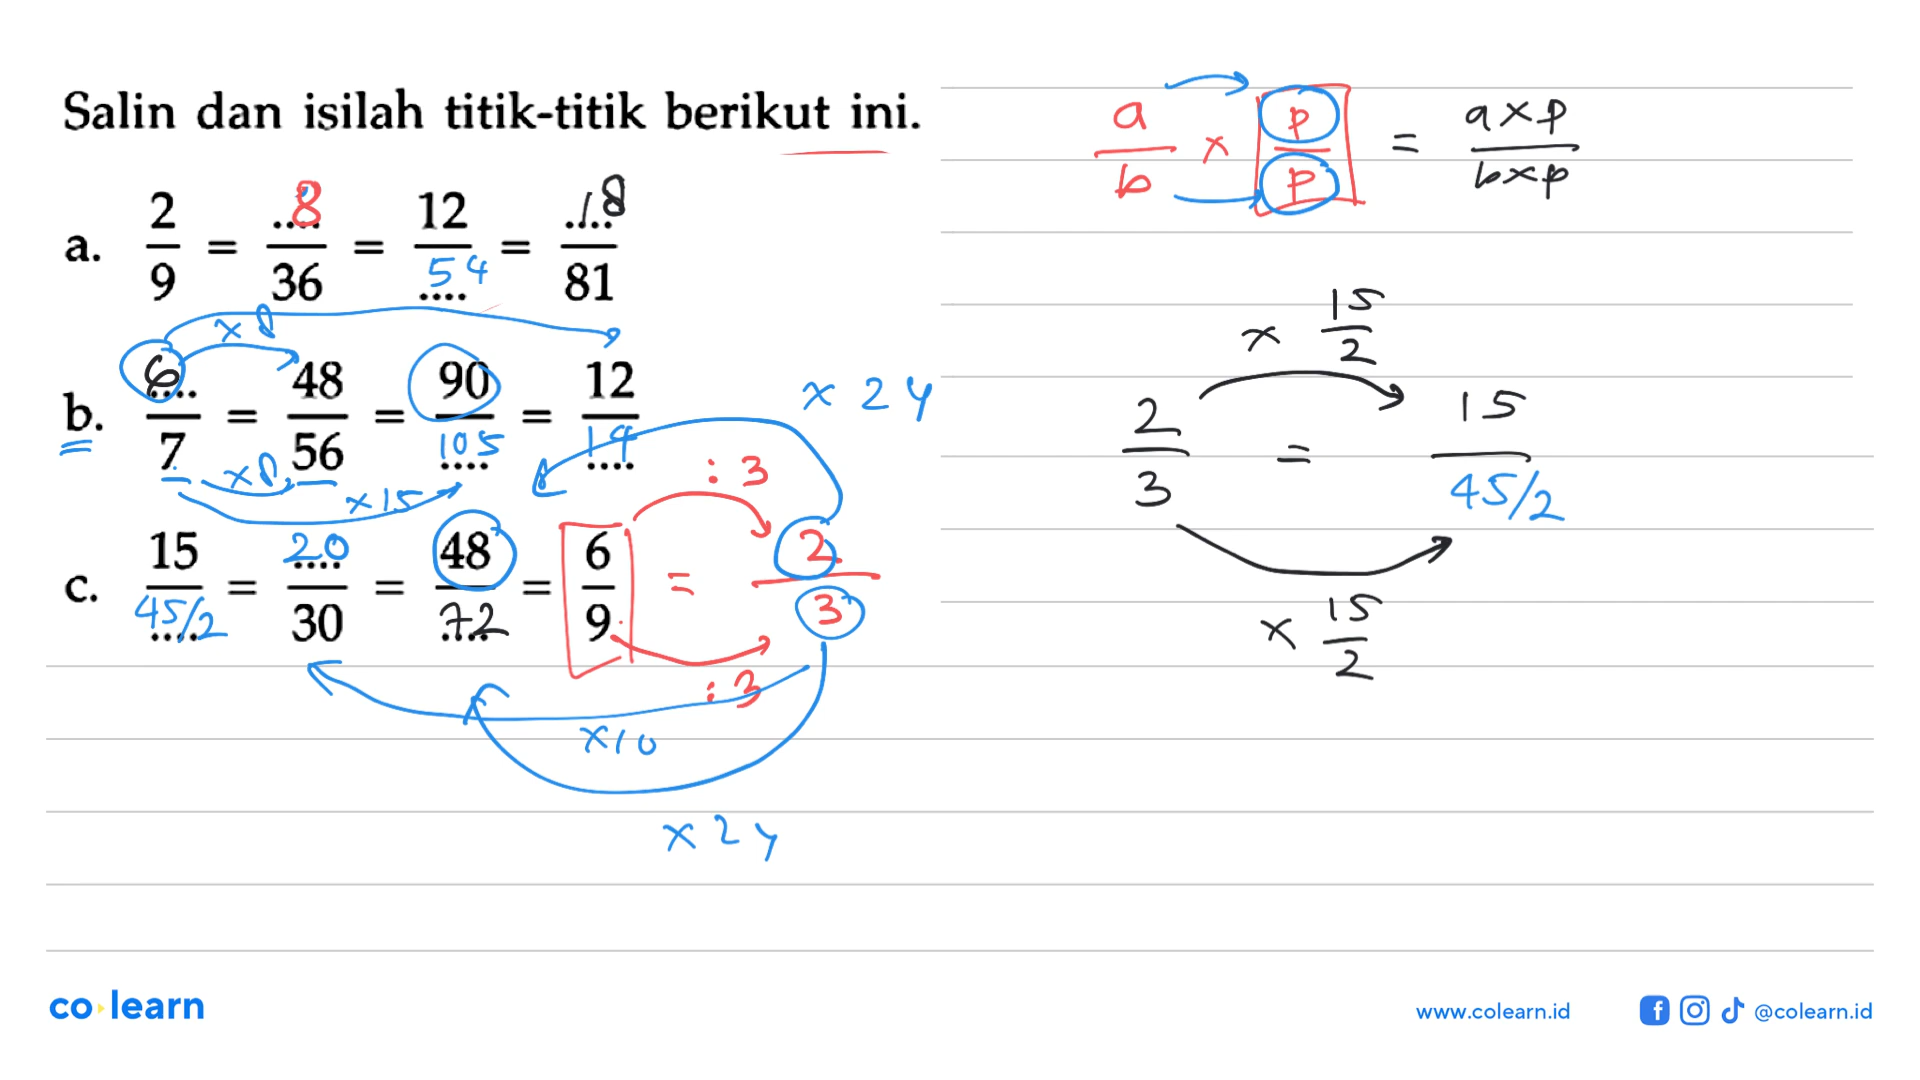 Salin dan isilah titik-titik berikut ini.
a. 2/9 = 8..../36 = 12/54.... = 18..../81
b. 6..../7 = 48/56 = 90/105.... = 12/14....
x 8
x 8
x 15
c. 15/45/2.... = 20..../30 = 48/72.... = 6/9 = 2/3
: 3
: 3
x 24
x 10
x 24
a/b x p/p = a x p/b x p
x 15/2
2/3 = 15/45/2
x 15/2
co learn
www.colearn.id
@colearn.id